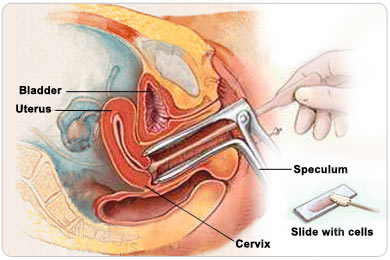 Bladder
Uterus
Speculum
Slide with cells
Cervix